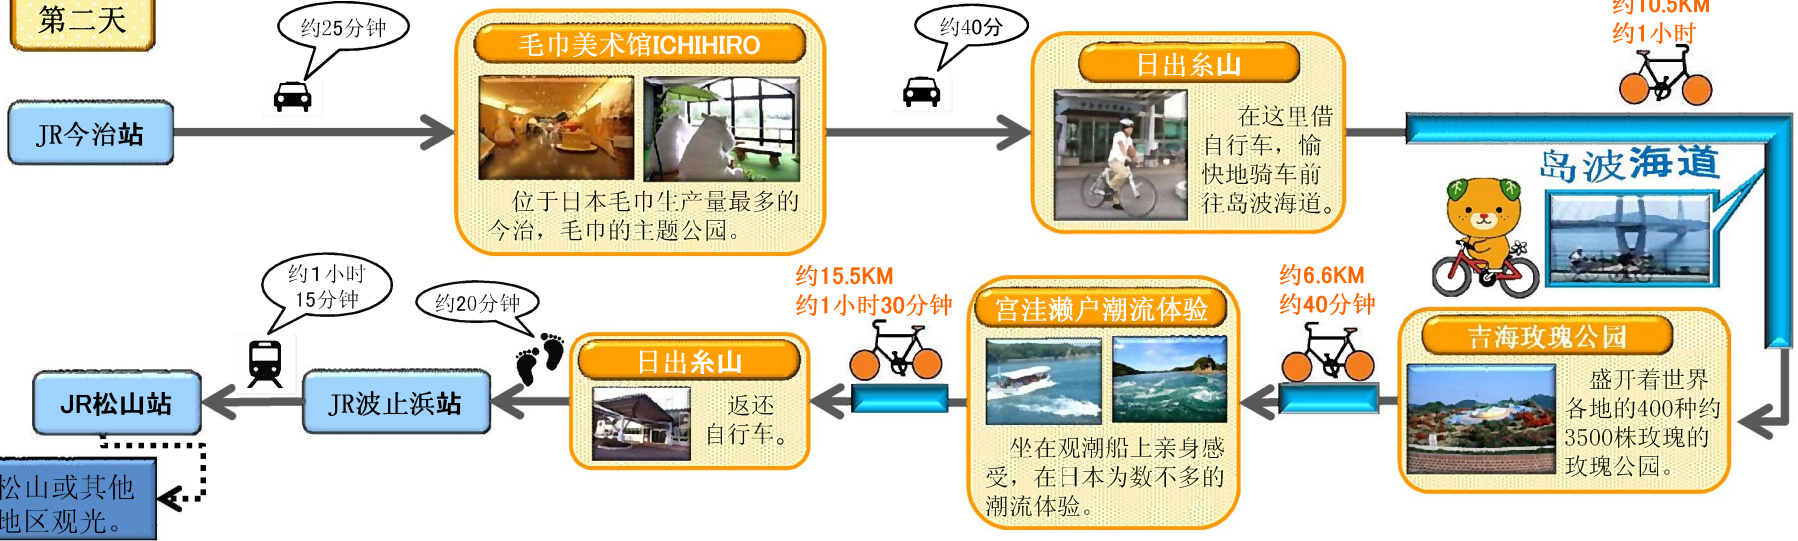 第二天
JR今治站
约25分钟
毛巾美术馆ICHIHIRO
位于日本毛巾生产量最多的
今治，毛巾的主题公园。
约40分
日出糸山
在这里借
自行车，愉
快地骑车前
往岛波海道。
约10.5KM
约1小时
岛波海道
吉海玫瑰公园
盛开着世界
各地的400种约
3500株玫瑰的
玫瑰公园。
约6.6KM
约40分钟
宫洼濑户潮流体验
坐在观潮船上亲身感
受，在日本为数不多的
潮流体验。
约15.5KM
约1小时30分钟
日出糸山
返还
自行车。
约20分钟
JR波止浜站
约1小时
15分钟
JR松山站
松山或其他
地区观光。